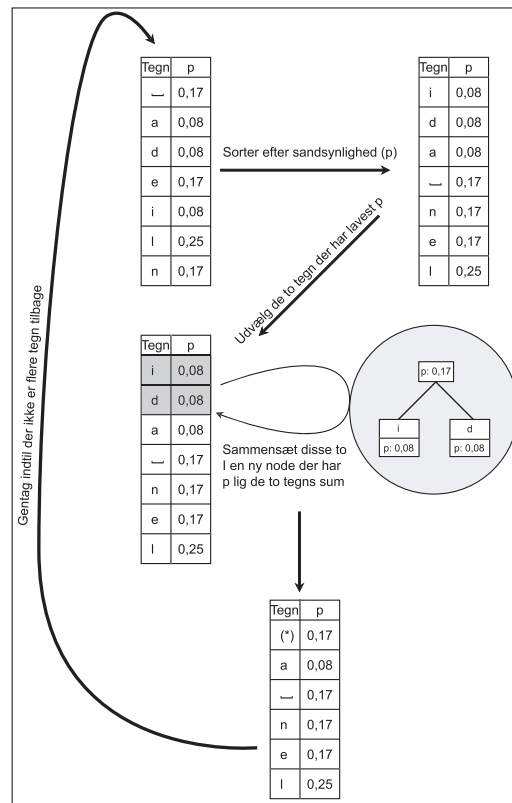 Tegn p
⎵ 0,17
a 0,08
d 0,08
e 0,17
i 0,08
l 0,25
n 0,17
Sorter efter sandsynlighed (p)
Tegn p
i 0,08
d 0,08
a 0,08
⎵ 0,17
n 0,17
e 0,17
l 0,25
Udvælg de to tegn der har lavest p
Tegn p
i 0,08
d 0,08
a 0,08
⎵ 0,17
n 0,17
e 0,17
l 0,25
Sammensæt disse to
I en ny node der har
p lig de to tegns sum
p: 0,17
i
p: 0,08
d
p: 0,08
Tegn p
(*) 0,17
a 0,08
⎵ 0,17
n 0,17
e 0,17
l 0,25
Gentag indtil der ikke er flere tegn tilbage